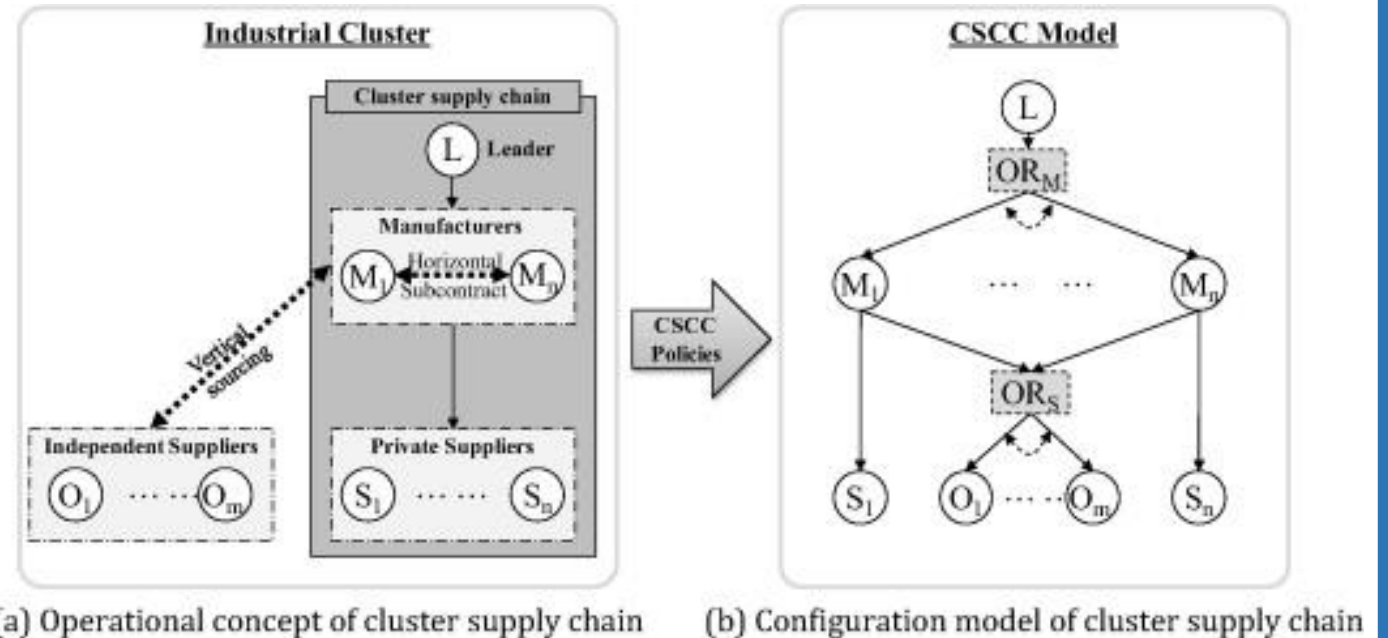 Industrial Cluster
Cluster supply chain
L Leader
Manufacturers
M1 Horizontal Subcontract Mn
Vertical
sourcing
Independent Suppliers
O1 ... ... Om
Private Suppliers
S1 ... ... Sn
CSCC
Policies
CSCC Model
L
ORM
M1 ... ... Mn
ORS
S1 O1 ... ... Om Sn
(a) Operational concept of cluster supply chain
(b) Configuration model of cluster supply chain